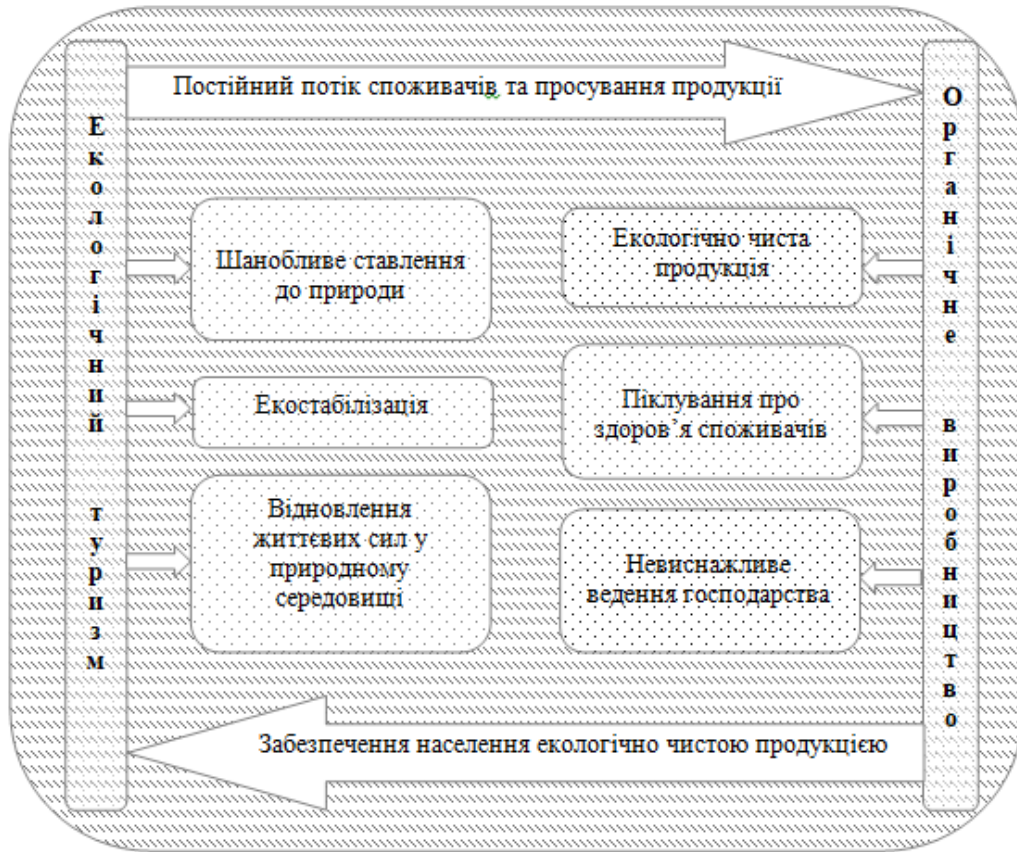 Постійний потік споживачів та просування продукції
Екологічний туризм
Шанобливе ставлення
до природи
Екостабілізація
Відновлення
життєвих сил у
природному
середовищі
Екологічно чиста
продукція
Піклування про
здоров’я споживачів
Невиснажливе
ведення господарства
Органічне виробництво
Забезпечення населення екологічно чистою продукцією